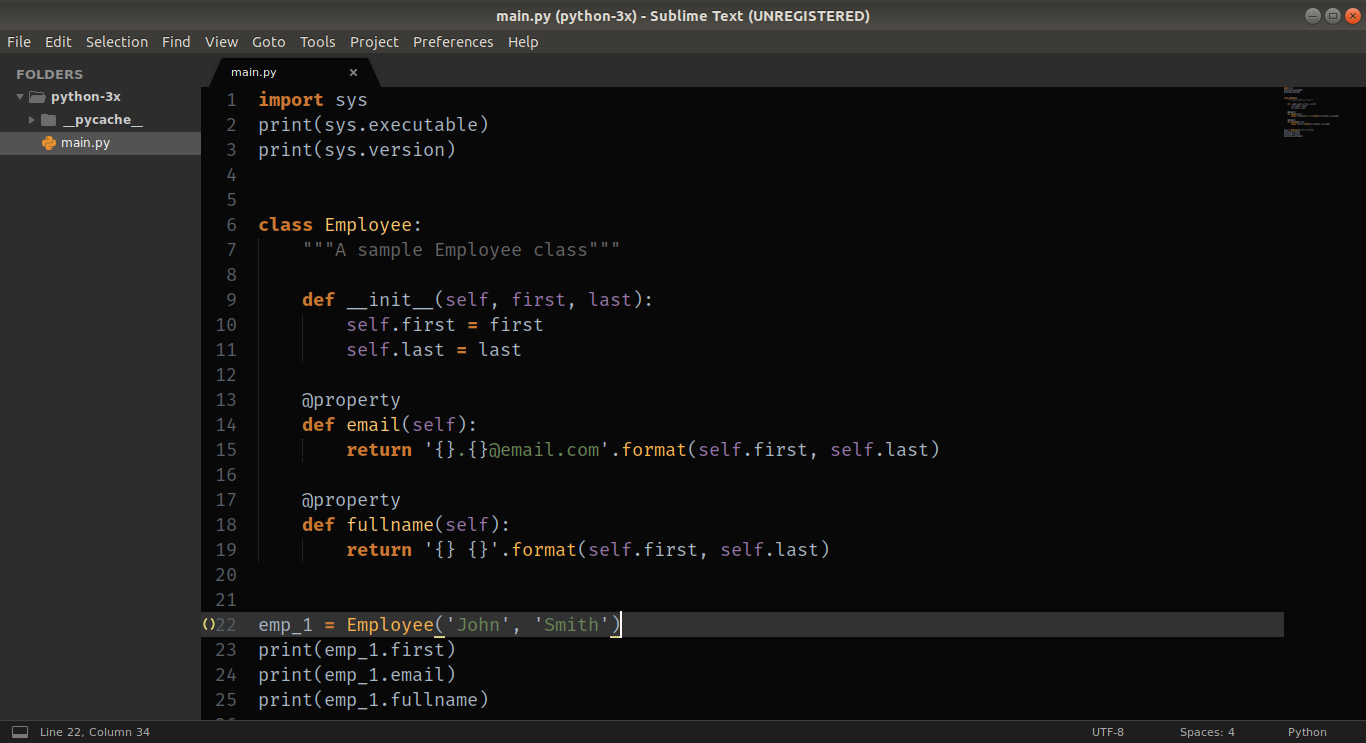 main.py (python-3x) - Sublime Text (UNREGISTERED)
File Edit Selection Find View Goto Tools Project Preferences Help
FOLDERS
python-3x
__pycache__
main.py
main.py ×
1 import sys
2 print(sys.executable)
3 print(sys.version)
4
5
6 class Employee:
7     """A sample Employee class"""
8
9     def __init__(self, first, last):
10         self.first = first
11         self.last = last
12
13     @property
14     def email(self):
15         return '{}.{}@email.com'.format(self.first, self.last)
16
17     @property
18     def fullname(self):
19         return '{} {}'.format(self.first, self.last)
20
21
22 emp_1 = Employee('John', 'Smith')
23 print(emp_1.first)
24 print(emp_1.email)
25 print(emp_1.fullname)
Line 22, Column 34 UTF-8 Spaces: 4 Python